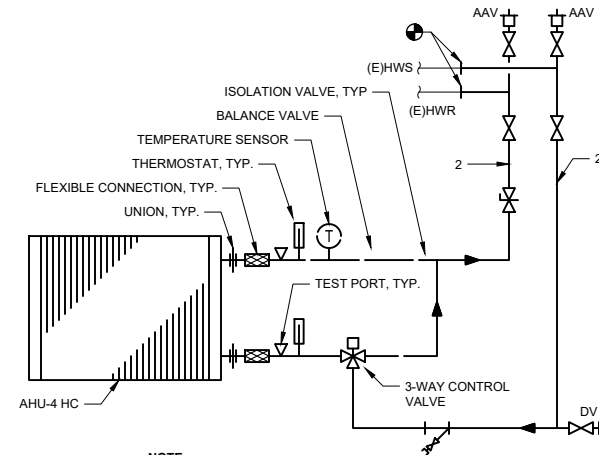 AAV
AAV
(E)HWS
(E)HWR
ISOLATION VALVE, TYP
BALANCE VALVE
TEMPERATURE SENSOR
THERMOSTAT, TYP.
FLEXIBLE CONNECTION, TYP.
UNION, TYP.
2
2
T
TEST PORT, TYP.
3-WAY CONTROL
VALVE
AHU-4 HC
DV